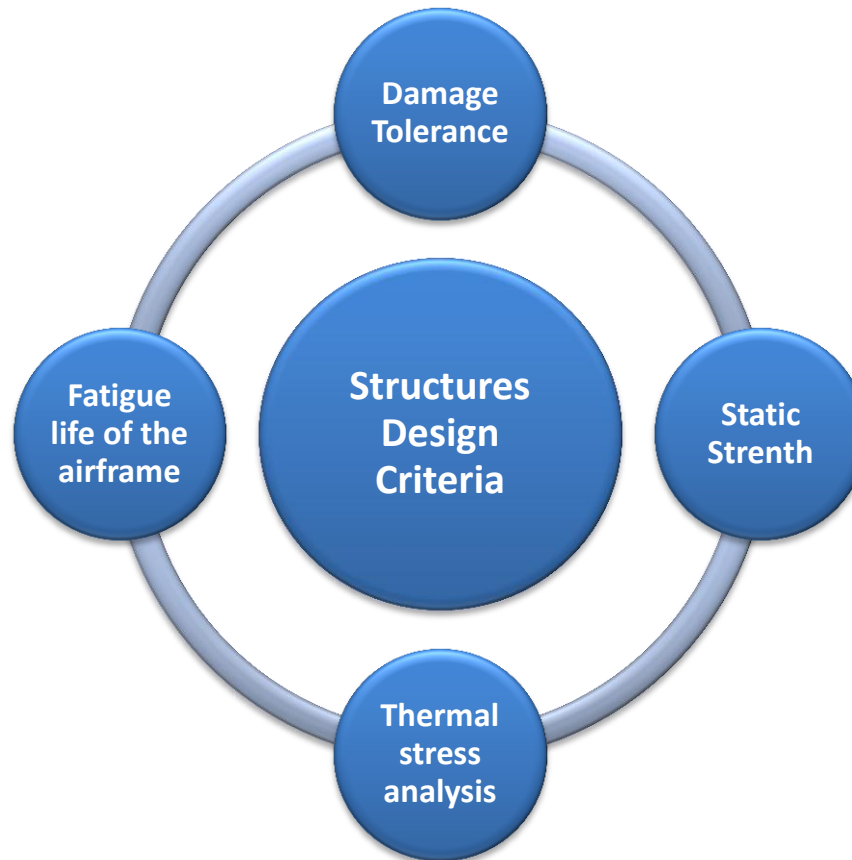 Damage
Tolerance
Fatigue
life of the
airframe
Structures
Design
Criteria
Static
Strenth
Thermal
stress
analysis